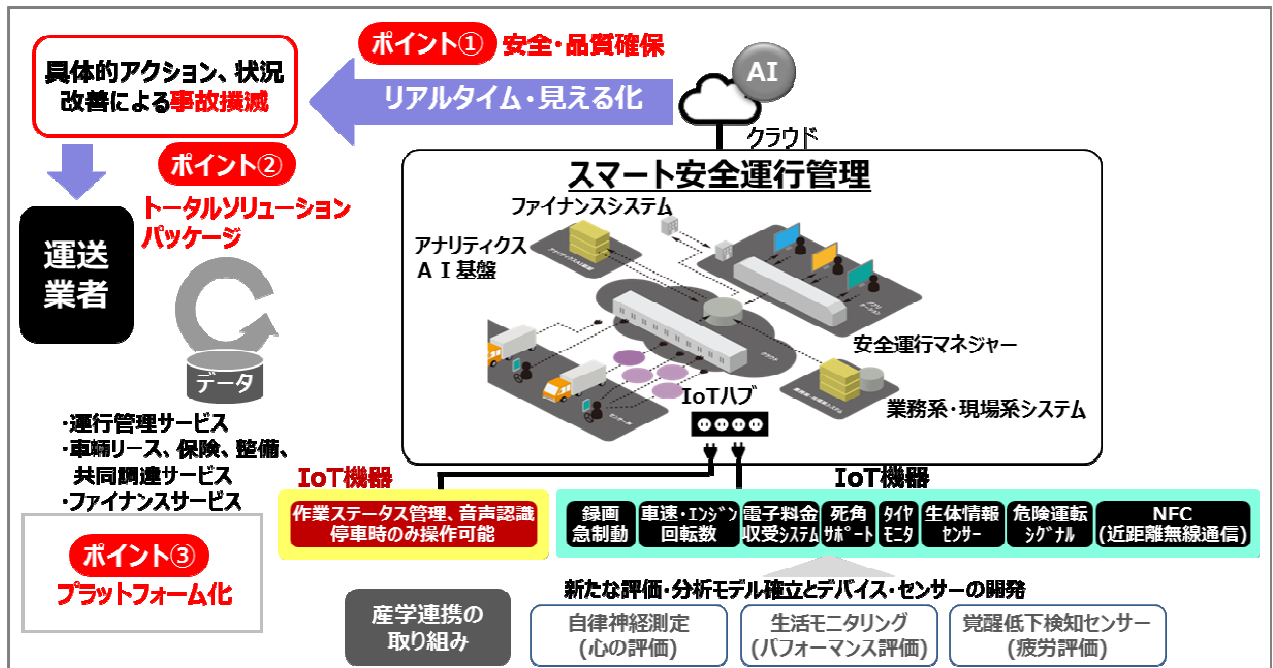 ポイント① 安全・品質確保
具体的アクション、状況
改善による事故撲滅
リアルタイム・見える化
AI
クラウド
ポイント②
トータルソリューション
パッケージ
運送
業者
データ
・運行管理サービス
・車輌リース、保険、整備、
共同調達サービス
・ファイナンスサービス
ポイント③
プラットフォーム化
スマート安全運行管理
ファイナンスシステム
アナリティクス
AI基盤
クラウド
安全運行マネジャー
IoTハブ
業務系・現場系システム
IoT機器
作業ステータス管理、音声認識
停車時のみ操作可能
IoT機器
録画
急制動
車速・エンジン
回転数
電子料金
収受システム
死角
サポート
タイヤ
モニタ
生体情報
センサー
危険運転
シグナル
NFC
(近距離無線通信)
新たな評価・分析モデル確立とデバイス・センサーの開発
産学連携の
取り組み
自律神経測定
(心の評価)
生活モニタリング
(パフォーマンス評価)
覚醒低下検知センサー
(疲労評価)